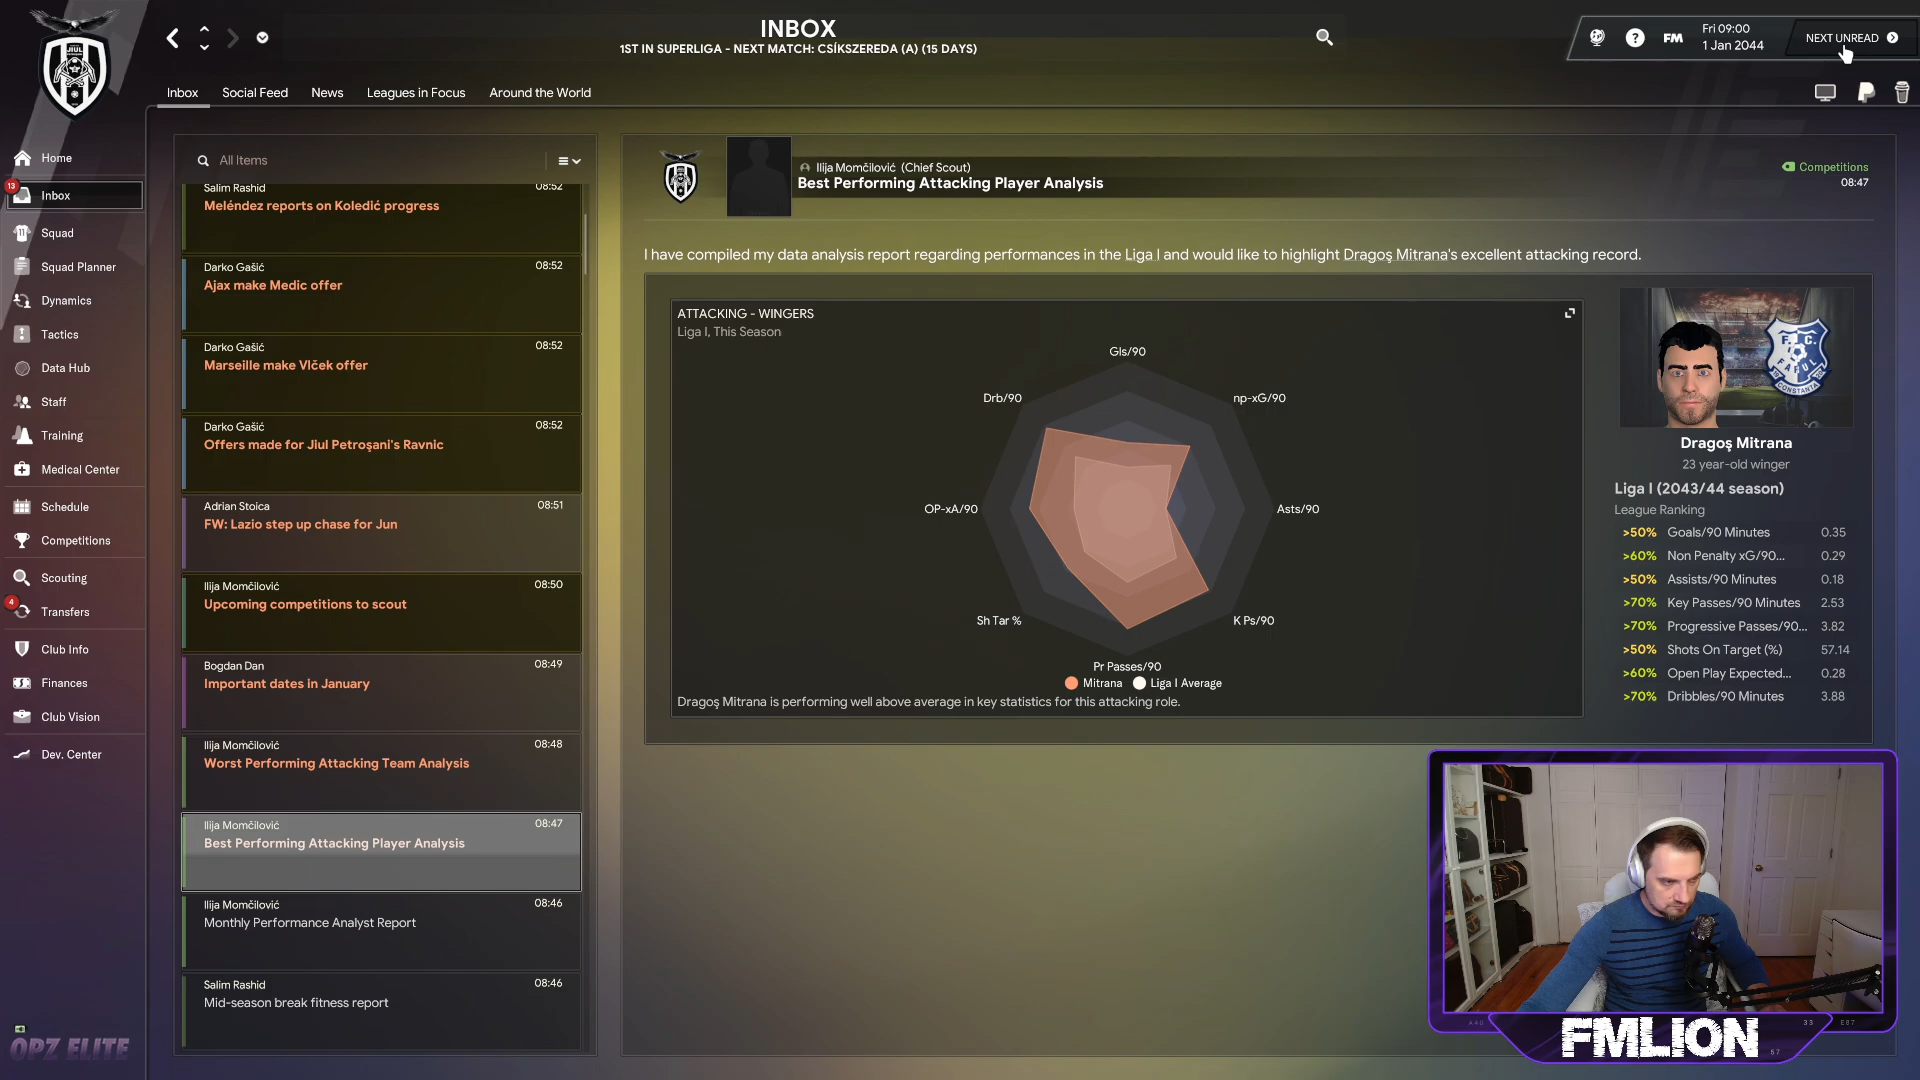 INBOX
1ST IN SUPERLIGA - NEXT MATCH: CSÍKSZEREDA (A) (15 DAYS)
FM
Fri 09:00
1 Jan 2044
NEXT UNREAD
Inbox
Social Feed
News
Leagues in Focus
Around the World
Home
13
Inbox
Squad
Squad Planner
Dynamics
Tactics
Data Hub
Staff
Training
Medical Center
Schedule
Competitions
Scouting
4
Transfers
Club Info
Finances
Club Vision
Dev. Center
OPZ ELITE
All Items
Salim Rashid 08:52
Meléndez reports on Koledić progress
Darko Gašić 08:52
Ajax make Medic offer
Darko Gašić 08:52
Marseille make Vlček offer
Darko Gašić 08:52
Offers made for Jiul Petroşani's Ravnic
Adrian Stoica 08:51
FW: Lazio step up chase for Jun
Ilija Momčilović 08:50
Upcoming competitions to scout
Bogdan Dan 08:49
Important dates in January
Ilija Momčilović 08:48
Worst Performing Attacking Team Analysis
Ilija Momčilović 08:47
Best Performing Attacking Player Analysis
Ilija Momčilović 08:46
Monthly Performance Analyst Report
Salim Rashid 08:46
Mid-season break fitness report
Ilija Momčilović (Chief Scout)
Best Performing Attacking Player Analysis
Competitions
08:47
I have compiled my data analysis report regarding performances in the Liga I and would like to highlight Dragoş Mitrana's excellent attacking record.
ATTACKING - WINGERS
Liga I, This Season
Gls/90
Drb/90
np-xG/90
OP-xA/90
Asts/90
Sh Tar %
K Ps/90
Pr Passes/90
Mitrana
Liga I Average
Dragoş Mitrana is performing well above average in key statistics for this attacking role.
F.C.
FARUL
CONSTANTA
Dragoş Mitrana
23 year-old winger
Liga I (2043/44 season)
League Ranking
>50% Goals/90 Minutes 0.35
>60% Non Penalty xG/90... 0.29
>50% Assists/90 Minutes 0.18
>70% Key Passes/90 Minutes 2.53
>70% Progressive Passes/90... 3.82
>50% Shots On Target (%) 57.14
>60% Open Play Expected... 0.28
>70% Dribbles/90 Minutes 3.88
FMLION